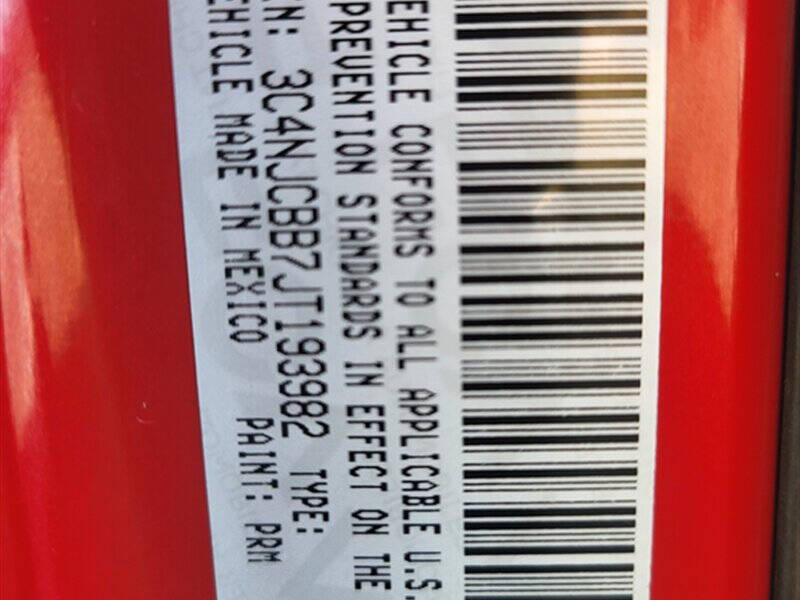 EHICLE CONFORMS TO ALL APPLICABLE U.S.
PREVENTION STANDARDS IN EFFECT ON THE
IN: 3C4NJCBB7JT193982 TYPE:
EHICLE MADE IN MEXICO PAINT: PRM